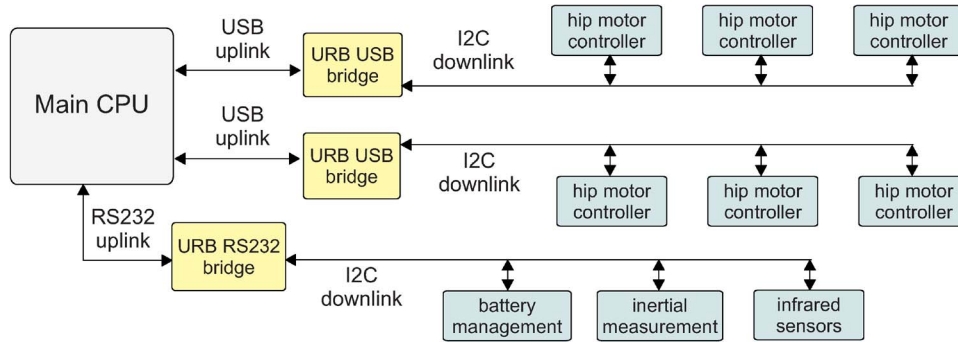 USB
uplink
URB USB
bridge
I2C
downlink
hip motor
controller
hip motor
controller
hip motor
controller
Main CPU
USB
uplink
URB USB
bridge
I2C
downlink
hip motor
controller
hip motor
controller
hip motor
controller
RS232
uplink
URB RS232
bridge
I2C
downlink
battery
management
inertial
measurement
infrared
sensors